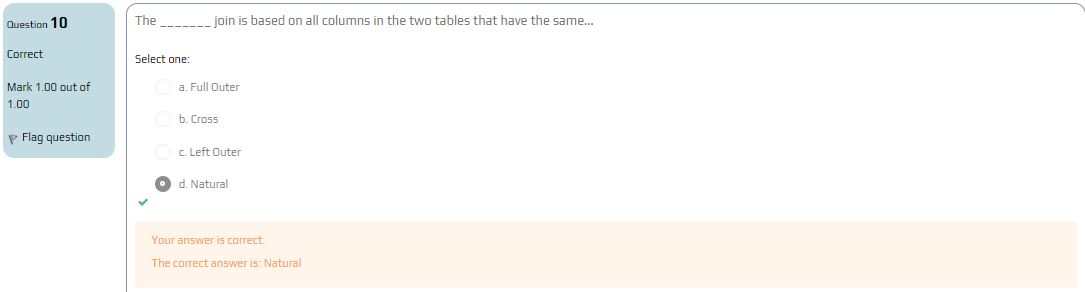 Question 10
Correct
Mark 1.00 out of
1.00
Flag question
The _______ join is based on all columns in the two tables that have the same...
Select one:
a. Full Outer
b. Cross
c. Left Outer
d. Natural
Your answer is correct.
The correct answer is: Natural